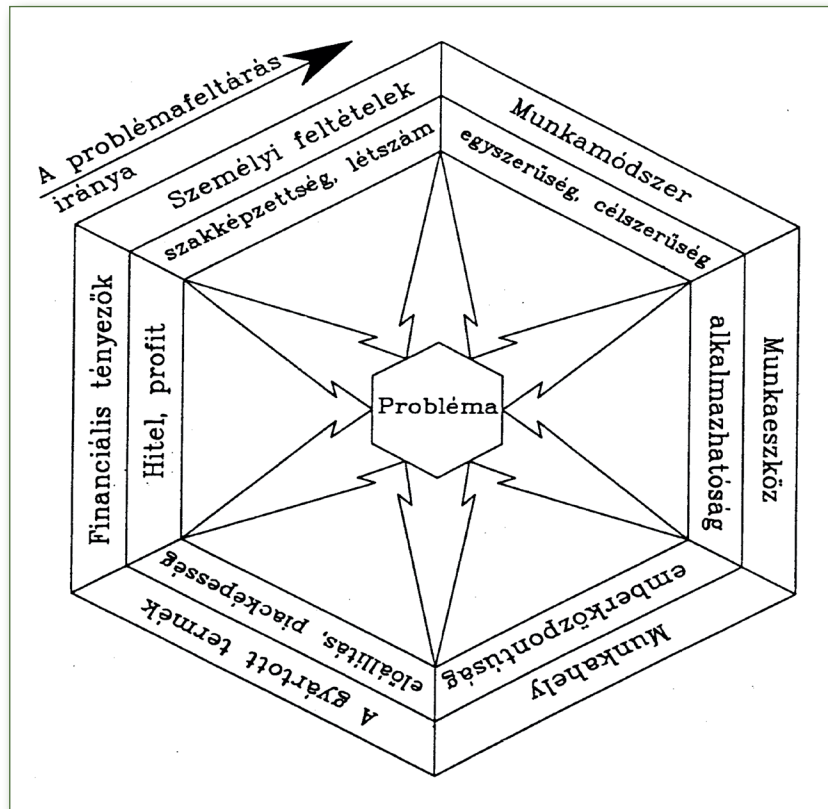 A problémafeltárás
iránya
Személyi feltételek
szakképzettség, létszám
Munkamódszer
egyszerűség, célszerűség
Munkaeszköz
alkalmazhatóság
Munkahely
emberközpontúság
A gyártott termék
előállítás, piacképesség
Financiális tényezők
Hitel, profit
Probléma